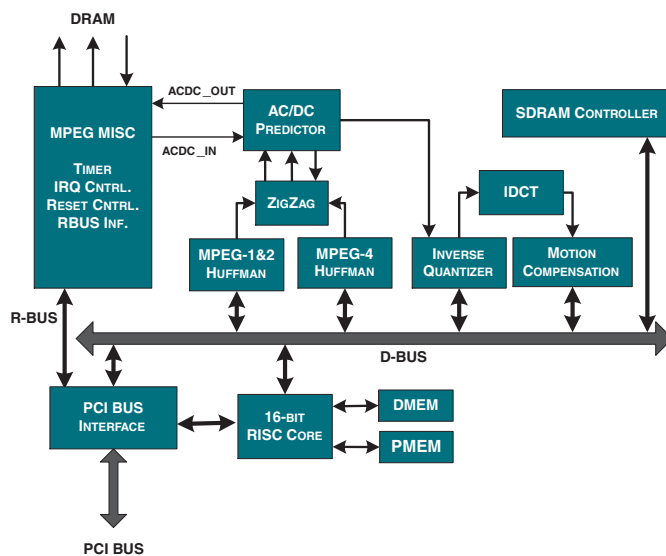 DRAM
MPEG MISC
TIMER
IRQ CNTRL.
RESET CNTRL.
RBUS INF.
ACDC_OUT
ACDC_IN
AC/DC
PREDICTOR
ZIGZAG
MPEG-1&2
HUFFMAN
MPEG-4
HUFFMAN
SDRAM CONTROLLER
IDCT
INVERSE
QUANTIZER
MOTION
COMPENSATION
R-BUS
D-BUS
PCI BUS
INTERFACE
16-BIT
RISC CORE
DMEM
PMEM
PCI BUS